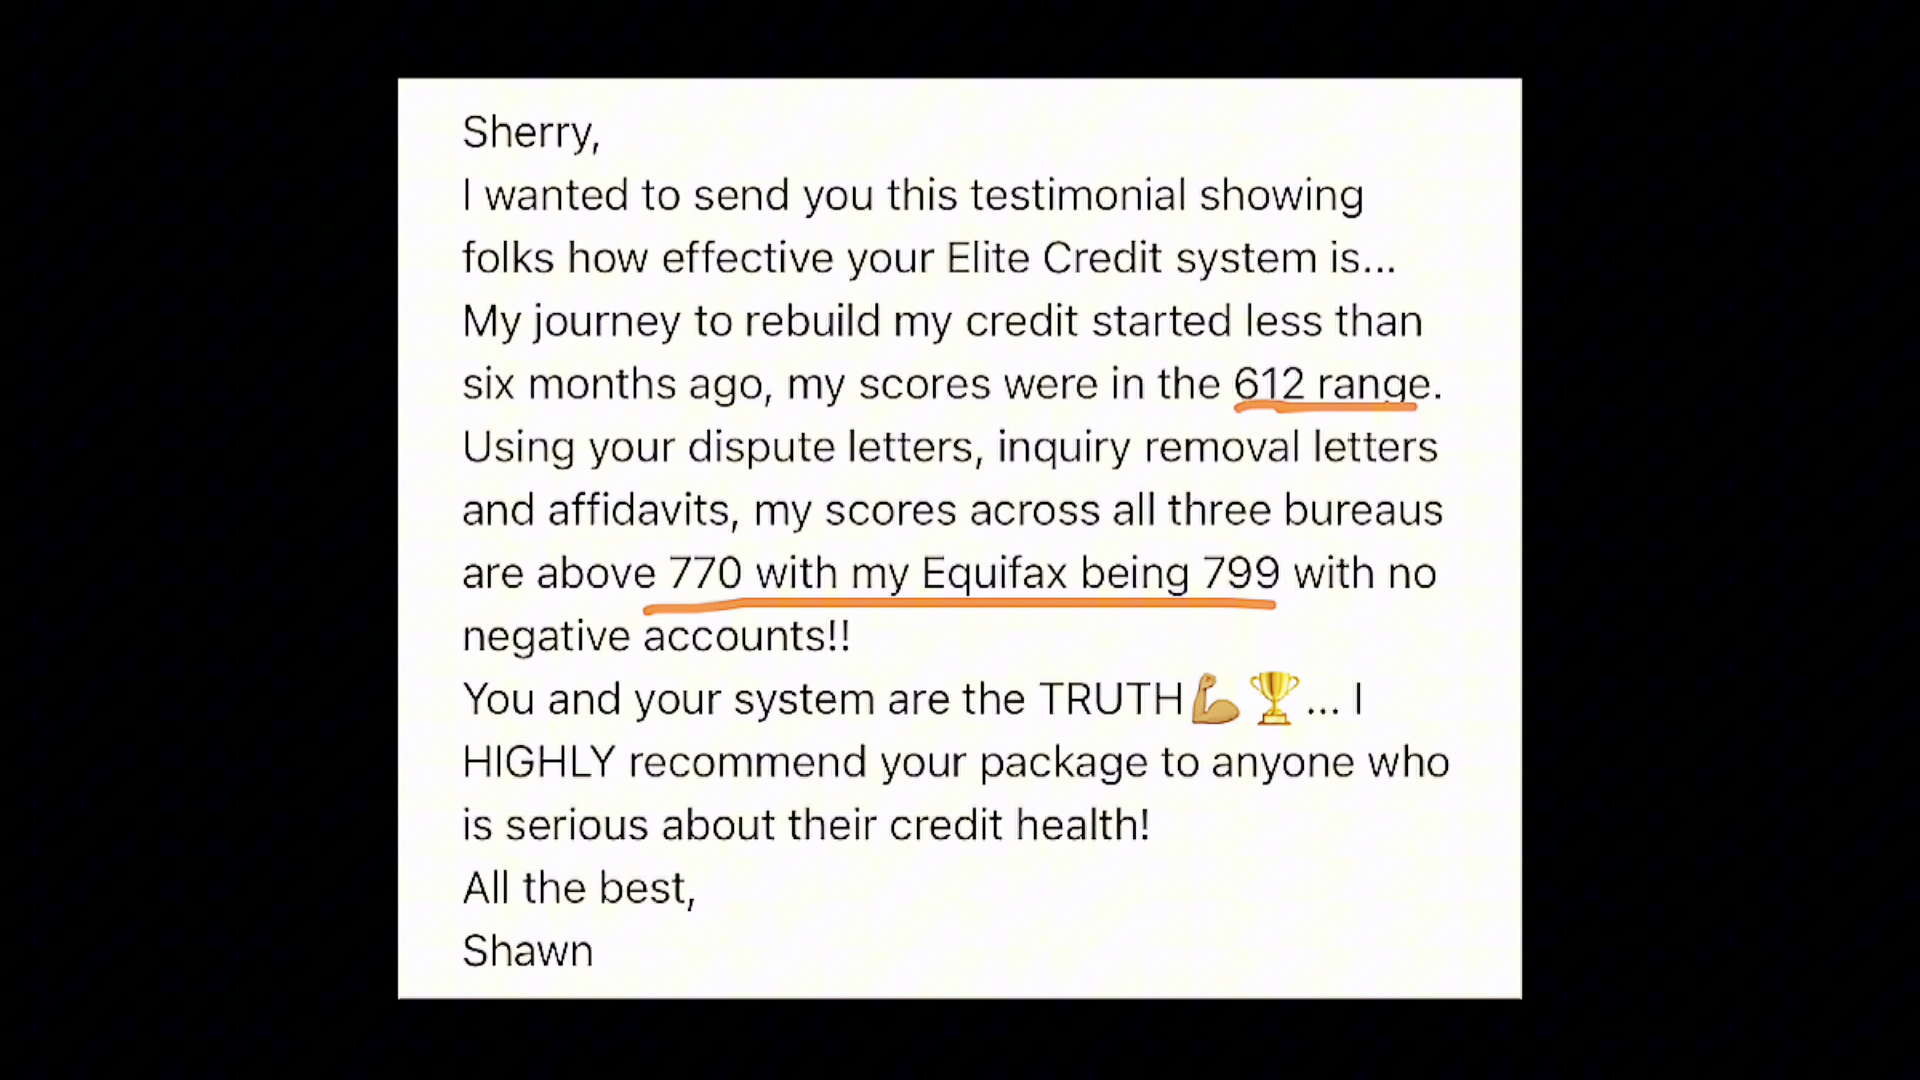 Sherry,
I wanted to send you this testimonial showing
folks how effective your Elite Credit system is...
My journey to rebuild my credit started less than
six months ago, my scores were in the 612 range.
Using your dispute letters, inquiry removal letters
and affidavits, my scores across all three bureaus
are above 770 with my Equifax being 799 with no
negative accounts!!
You and your system are the TRUTH💪🏽🏆... I
HIGHLY recommend your package to anyone who
is serious about their credit health!
All the best,
Shawn